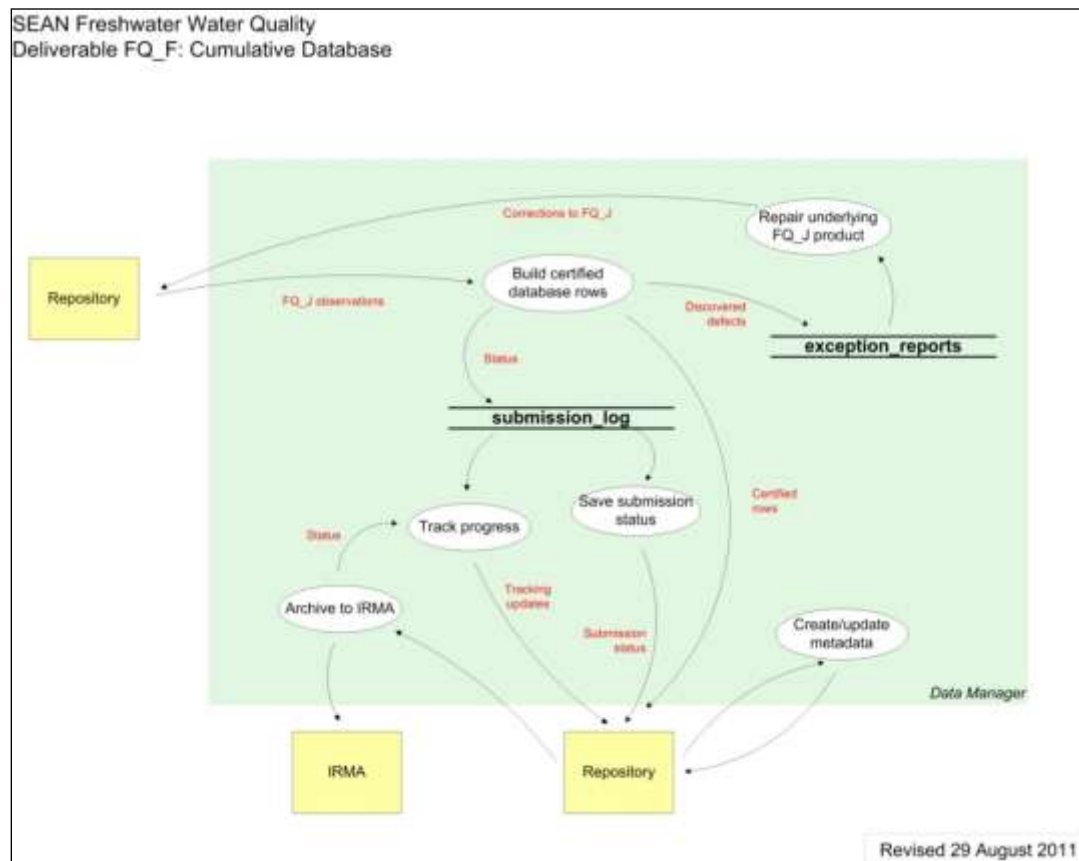 SEAN Freshwater Water Quality
Deliverable FQ_F: Cumulative Database
Corrections to FQ_J
Repair underlying
FQ_J product
Repository
FQ_J observations
Build certified
database rows
Discovered
defects
exception_reports
Status
submission_log
Certified
rows
Save submission
status
Track progress
Status
Tracking
updates
Archive to IRMA
Submission
status
Create/update
metadata
Data Manager
IRMA
Repository
Revised 29 August 2011